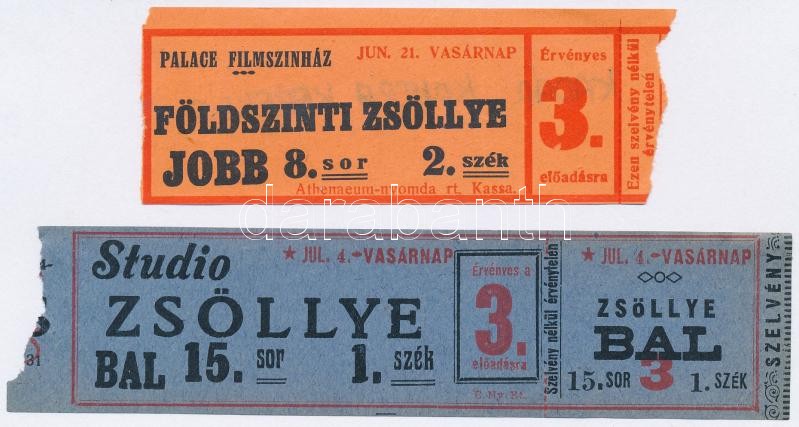 PALACE FILMSZINHÁZ JUN. 21. VASÁRNAP
FÖLDSZINTI ZSÖLLYE
JOBB 8. sor 2. szék
Athenaeum-nyomda rt. Kassa.
Érvényes
3.
előadásra
Ezen szelvény nélkül
érvénytelen
darabanth
31
Studio ★ JUL. 4.-VASÁRNAP
ZSÖLLYE
BAL 15. sor 1. szék
Érvényes a
3.
előadásra
Szelvény nélkül érvénytelen
★ JUL. 4.-VASÁRNAP
ZSÖLLYE
BAL
15. SOR 3 1. SZÉK
SZELVÉNY